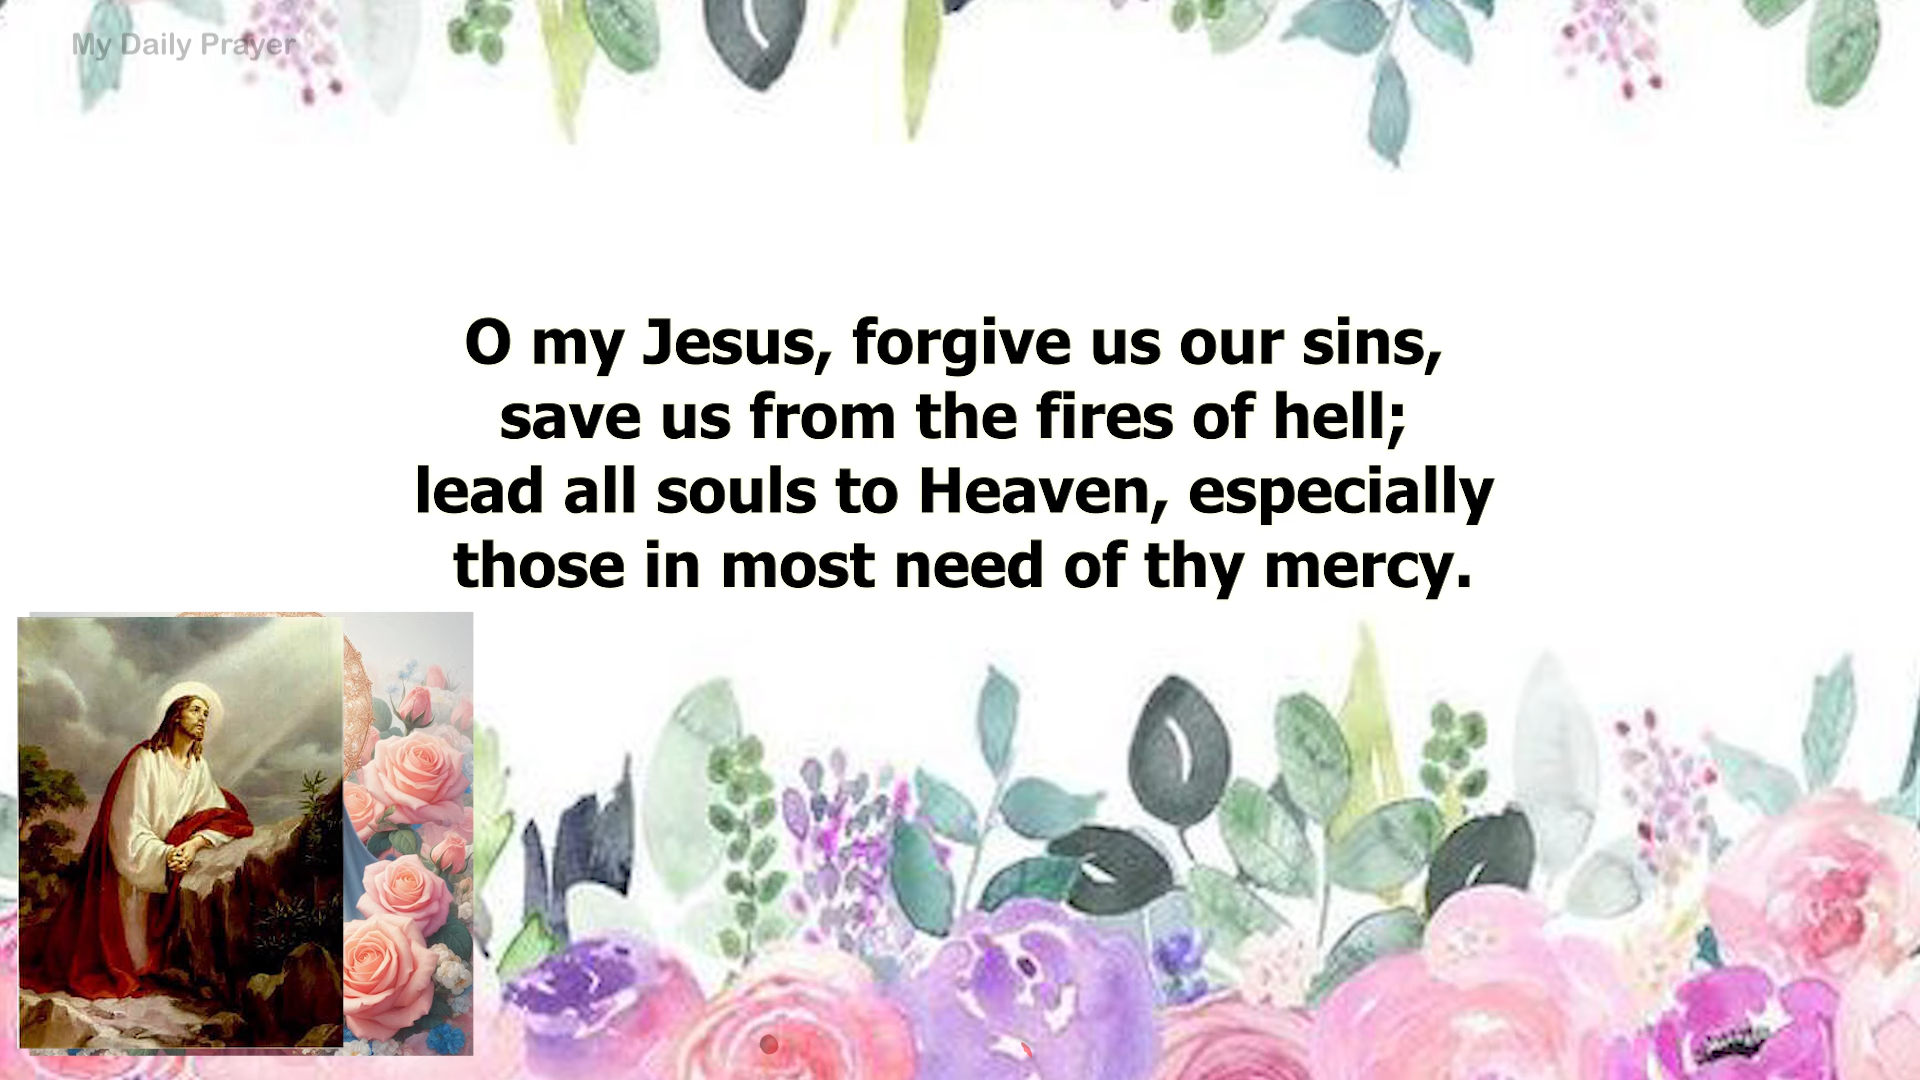 My Daily Prayer
O my Jesus, forgive us our sins,
save us from the fires of hell;
lead all souls to Heaven, especially
those in most need of thy mercy.